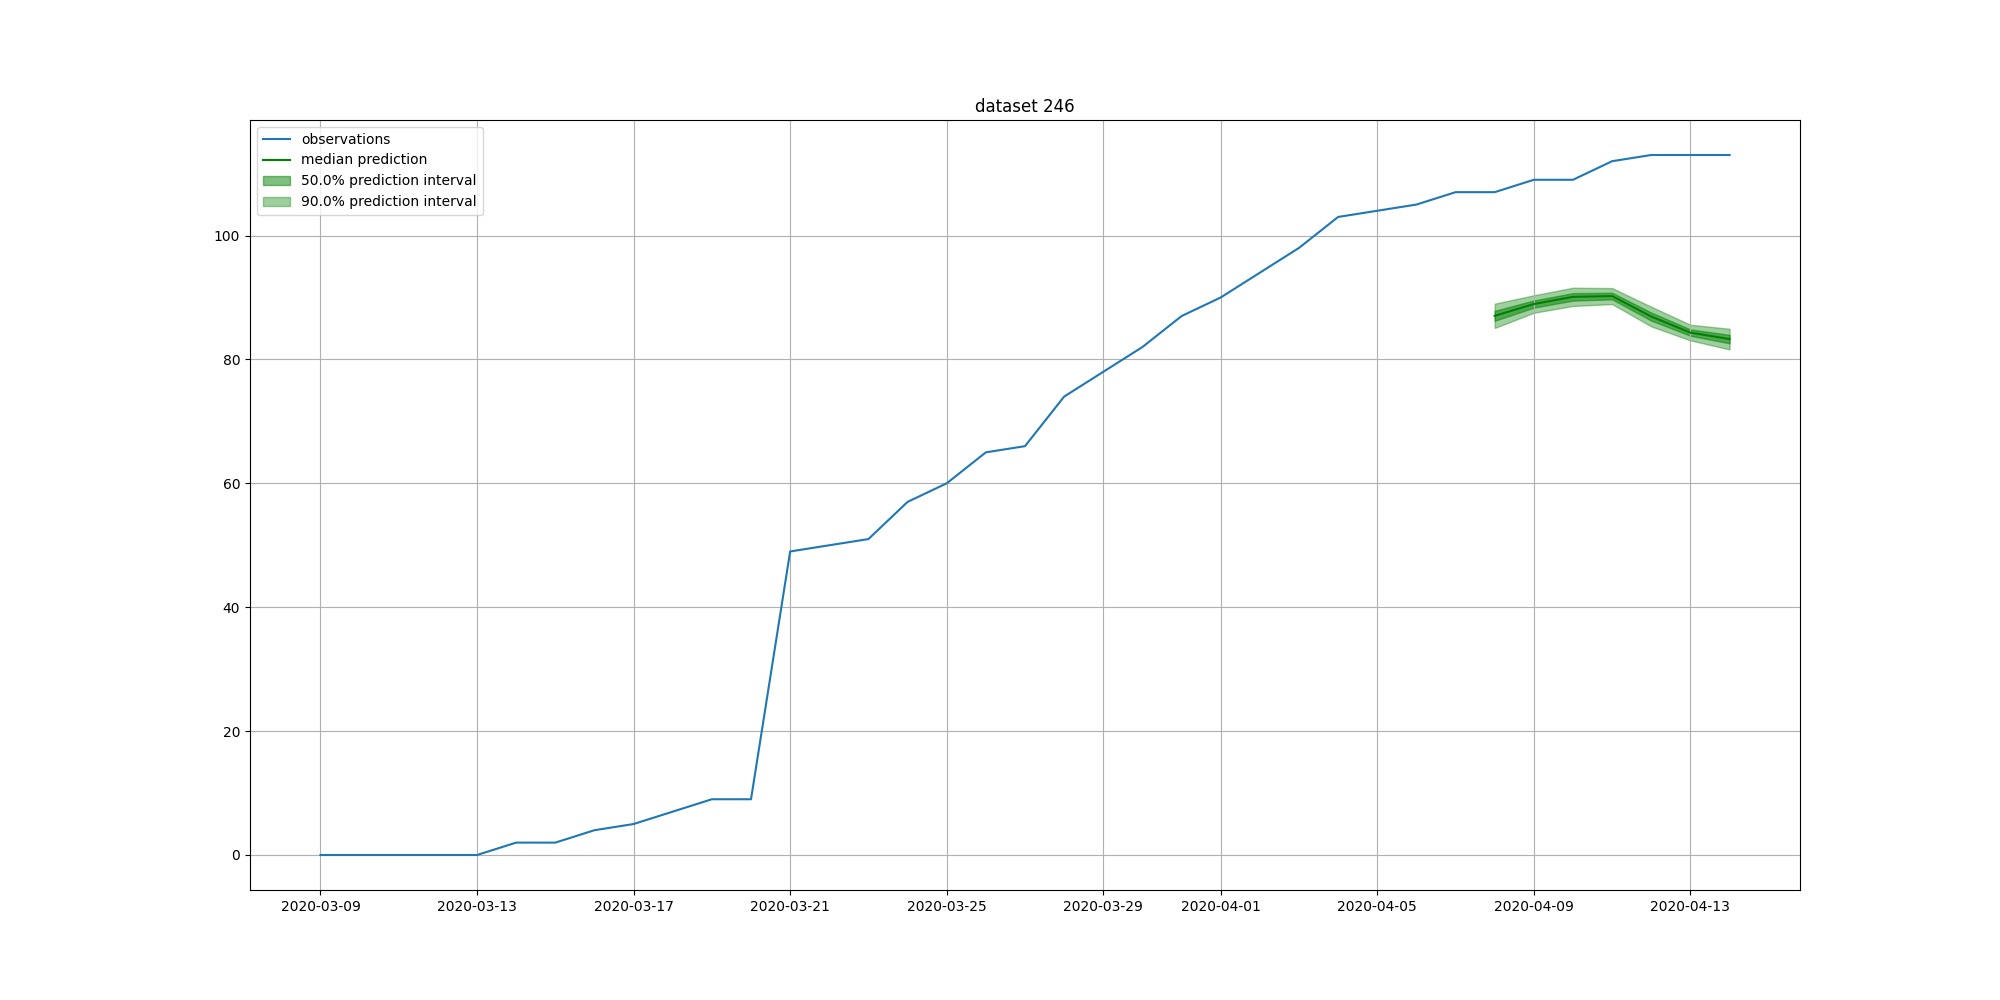 dataset 246
observations
median prediction
50.0% prediction interval
90.0% prediction interval
100
80
60
40
20
0
2020-03-09 2020-03-13 2020-03-17 2020-03-21 2020-03-25 2020-03-29 2020-04-01 2020-04-05 2020-04-09 2020-04-13